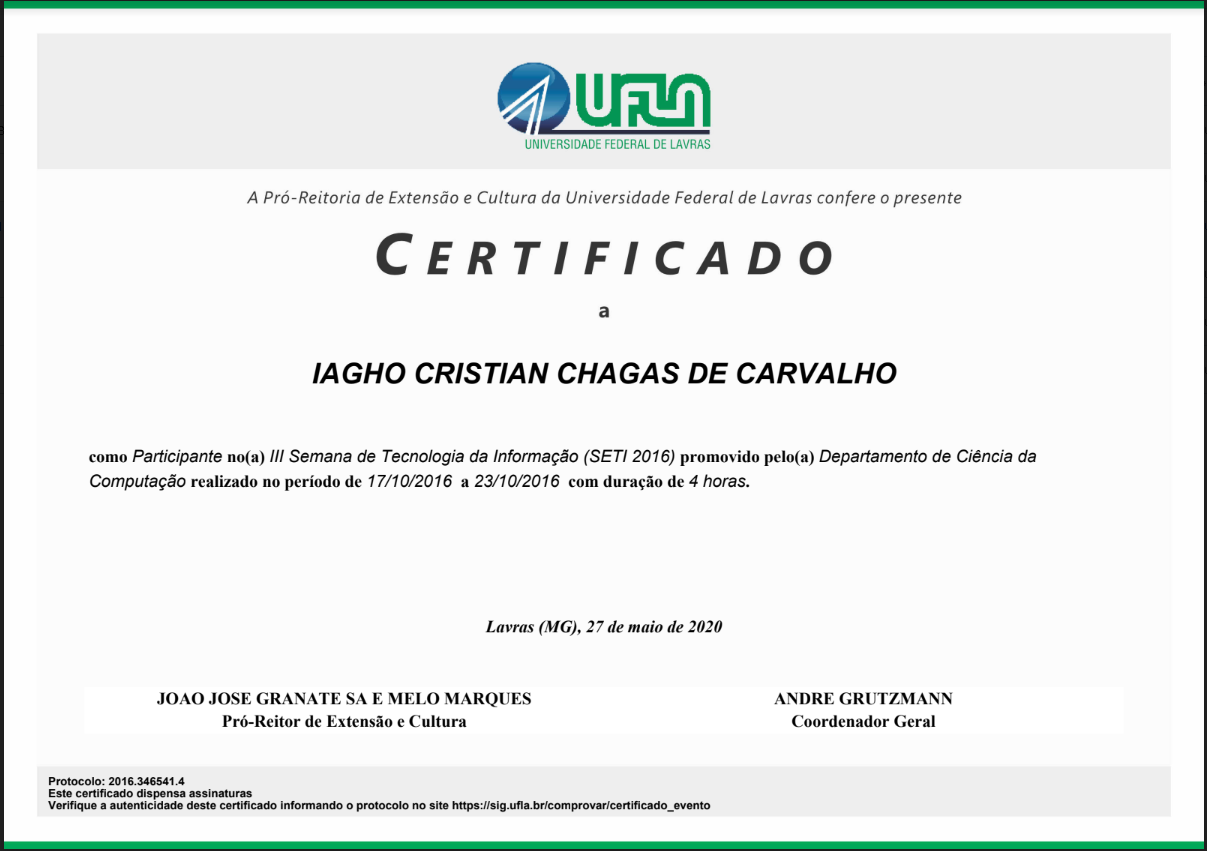 UFLA
UNIVERSIDADE FEDERAL DE LAVRAS
A Pró-Reitoria de Extensão e Cultura da Universidade Federal de Lavras confere o presente
CERTIFICADO
a
IAGHO CRISTIAN CHAGAS DE CARVALHO
como Participante no(a) III Semana de Tecnologia da Informação (SETI 2016) promovido pelo(a) Departamento de Ciência da
Computação realizado no período de 17/10/2016 a 23/10/2016 com duração de 4 horas.
Lavras (MG), 27 de maio de 2020
JOAO JOSE GRANATE SA E MELO MARQUES
Pró-Reitor de Extensão e Cultura
ANDRE GRUTZMANN
Coordenador Geral
Protocolo: 2016.346541.4
Este certificado dispensa assinaturas
Verifique a autenticidade deste certificado informando o protocolo no site https://sig.ufla.br/comprovar/certificado_evento